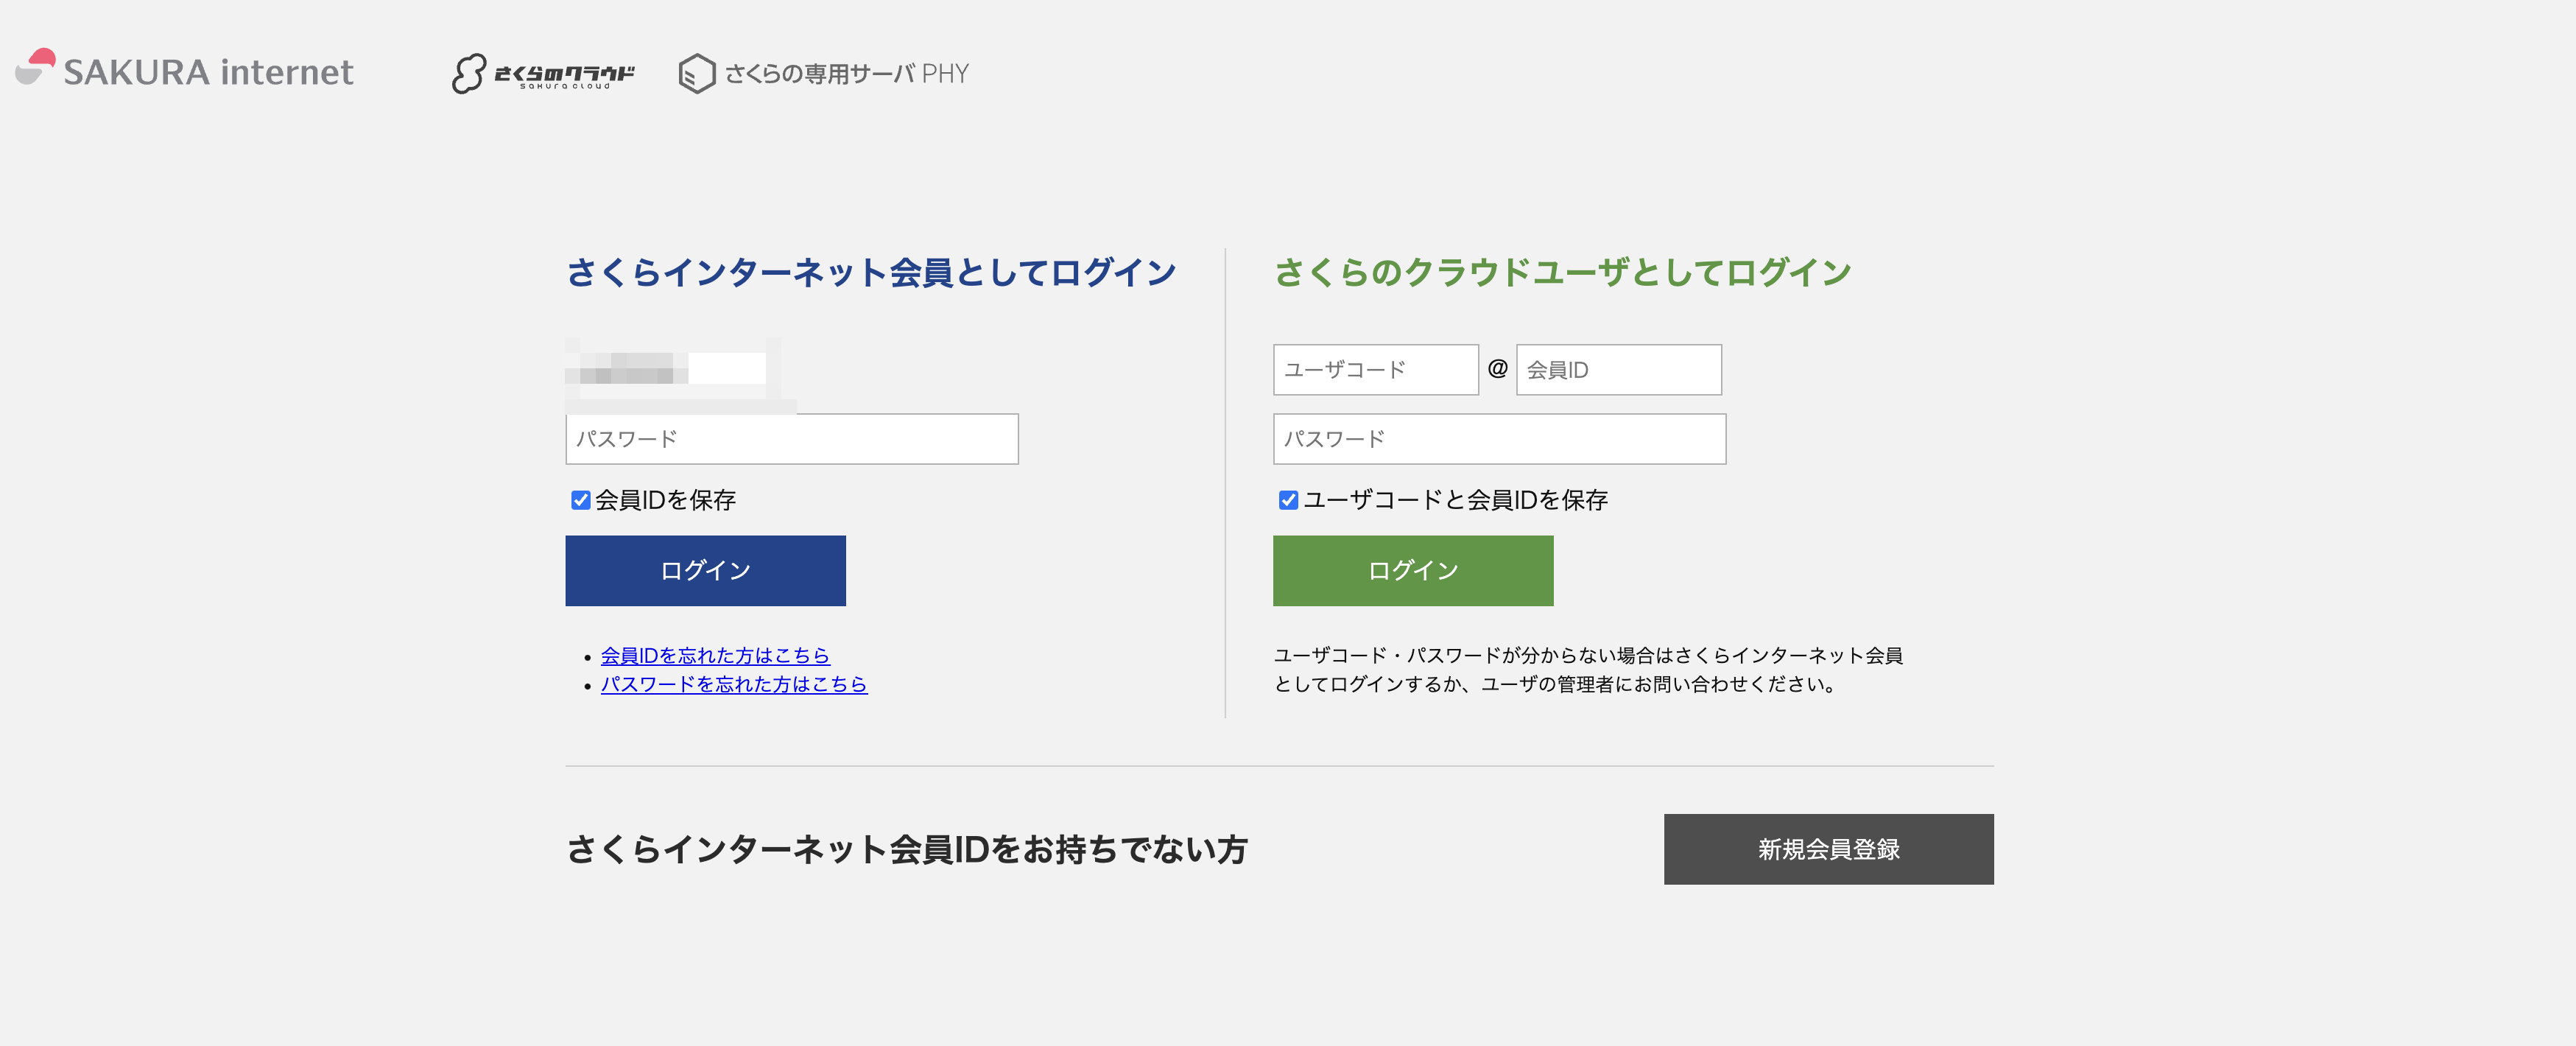 SAKURA internet
さくらのクラウド
sakura cloud
さくらの専用サーバ PHY
さくらインターネット会員としてログイン
パスワード
会員IDを保存
ログイン
会員IDを忘れた方はこちら
パスワードを忘れた方はこちら
さくらのクラウドユーザとしてログイン
ユーザコード @ 会員ID
パスワード
ユーザコードと会員IDを保存
ログイン
ユーザコード・パスワードが分からない場合はさくらインターネット会員
としてログインするか、ユーザの管理者にお問い合わせください。
さくらインターネット会員IDをお持ちでない方
新規会員登録